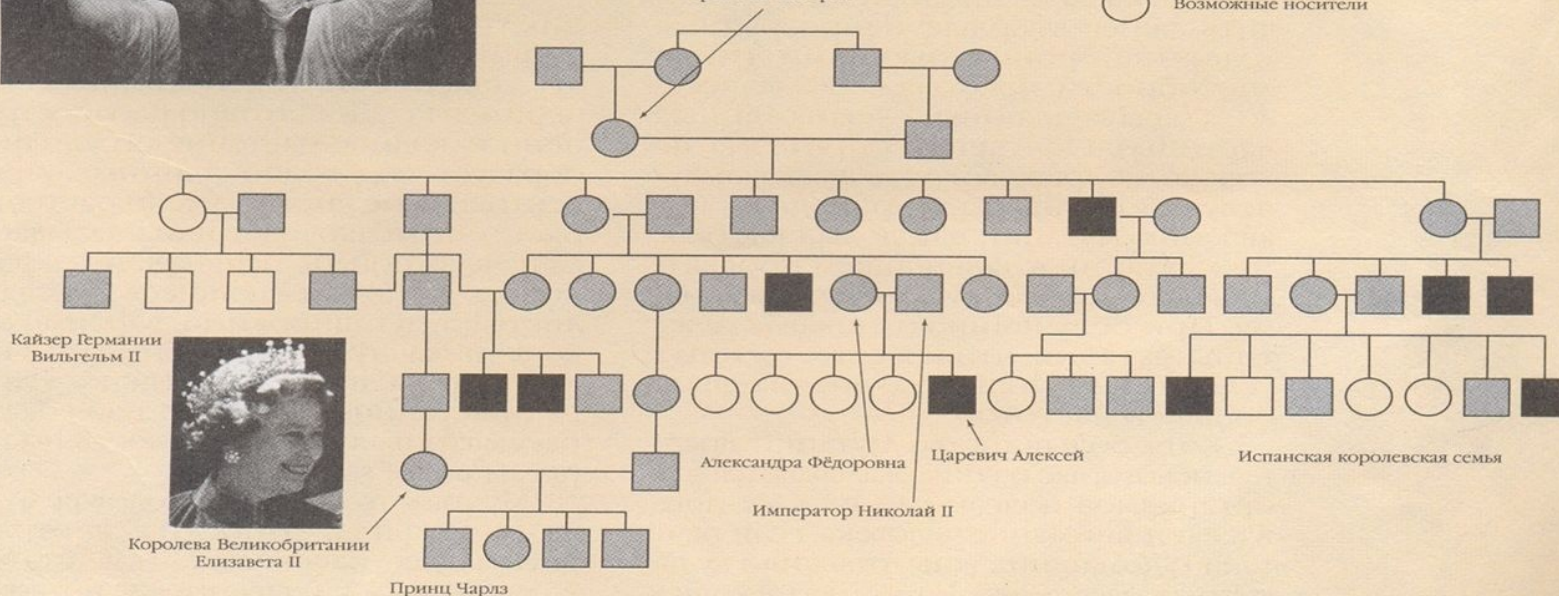 Возможные носители
Кайзер Германии
Вильгельм II
Королева Великобритании
Елизавета II
Принц Чарлз
Александра Фёдоровна
Император Николай II
Царевич Алексей
Испанская королевская семья